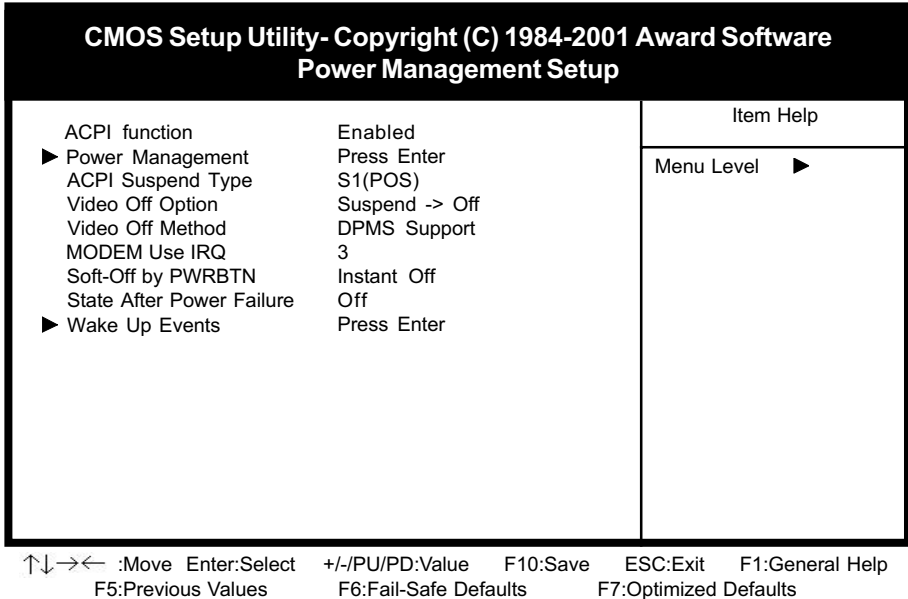 CMOS Setup Utility- Copyright (C) 1984-2001 Award Software
Power Management Setup
ACPI function Enabled
▶ Power Management Press Enter
ACPI Suspend Type S1(POS)
Video Off Option Suspend -> Off
Video Off Method DPMS Support
MODEM Use IRQ 3
Soft-Off by PWRBTN Instant Off
State After Power Failure Off
▶ Wake Up Events Press Enter
Item Help
Menu Level ▶
↑↓→← :Move Enter:Select +/-/PU/PD:Value F10:Save ESC:Exit F1:General Help
F5:Previous Values F6:Fail-Safe Defaults F7:Optimized Defaults